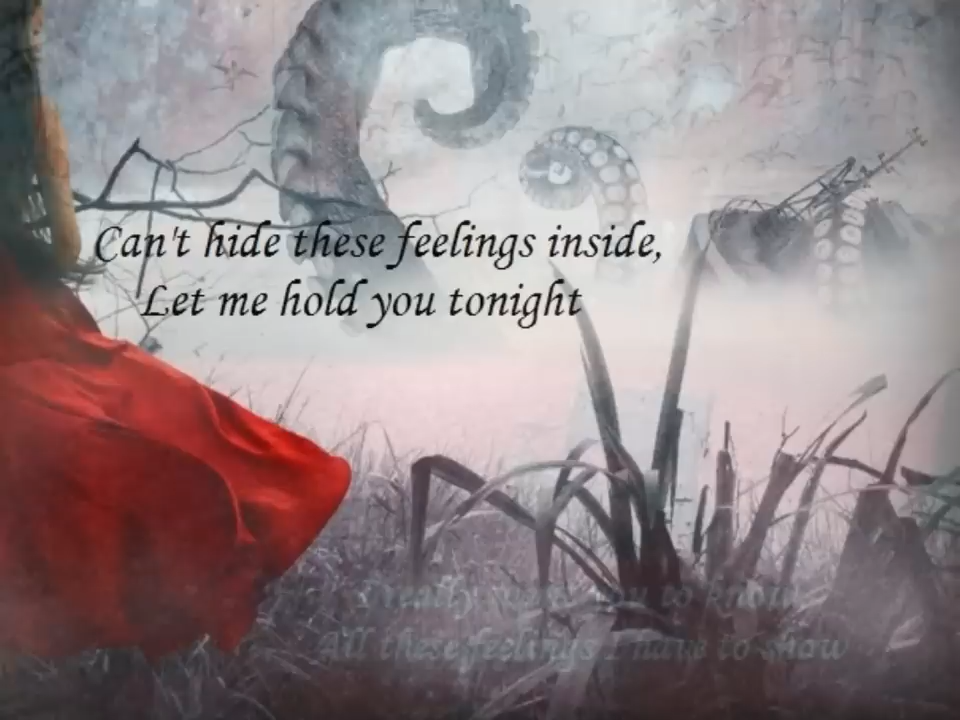 Can't hide these feelings inside,
Let me hold you tonight
I really want you to know
All these feelings I have to show